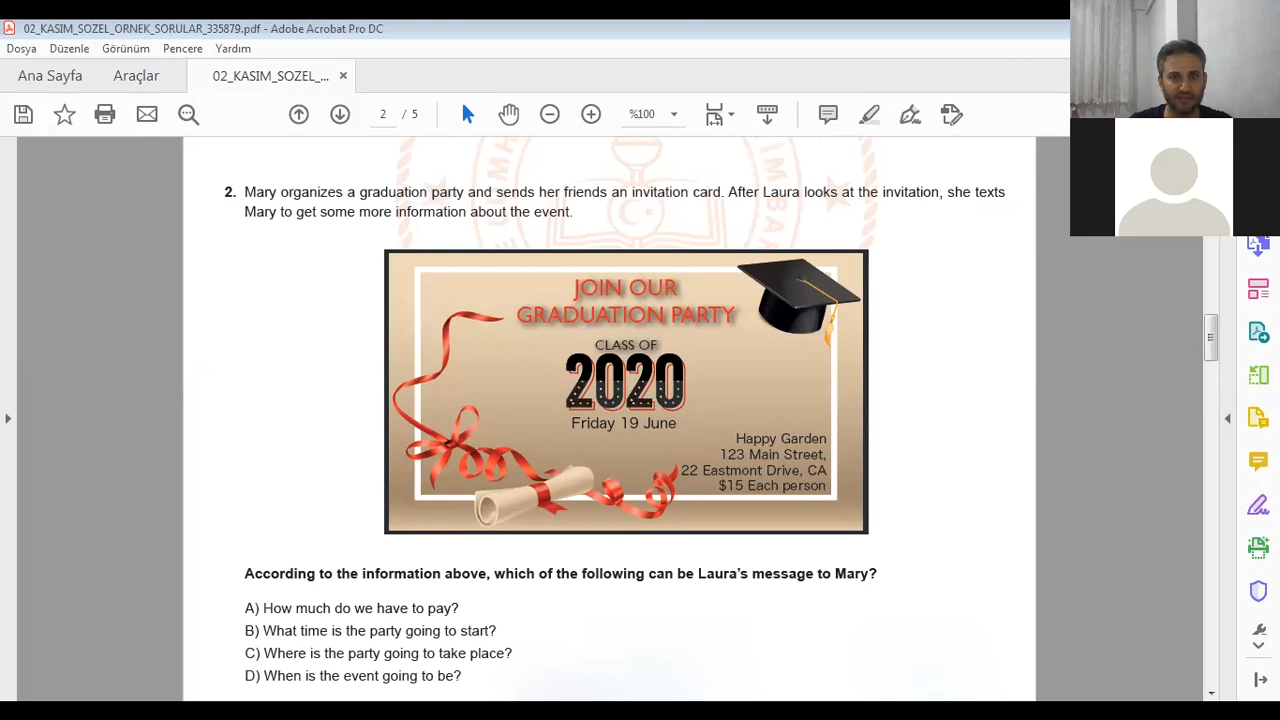 02_KASIM_SOZEL_ORNEK_SORULAR_335879.pdf - Adobe Acrobat Pro DC
Dosya Düzenle Görünüm Pencere Yardım
Ana Sayfa Araçlar 02_KASIM_SOZEL_... ×
2 / 5 %100
2. Mary organizes a graduation party and sends her friends an invitation card. After Laura looks at the invitation, she texts
Mary to get some more information about the event.
JOIN OUR
GRADUATION PARTY
CLASS OF
2020
Friday 19 June
Happy Garden
123 Main Street,
22 Eastmont Drive, CA
$15 Each person
According to the information above, which of the following can be Laura's message to Mary?
A) How much do we have to pay?
B) What time is the party going to start?
C) Where is the party going to take place?
D) When is the event going to be?